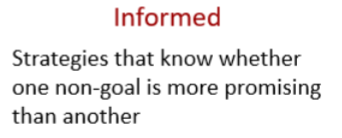 Informed
Strategies that know whether
one non-goal is more promising
than another